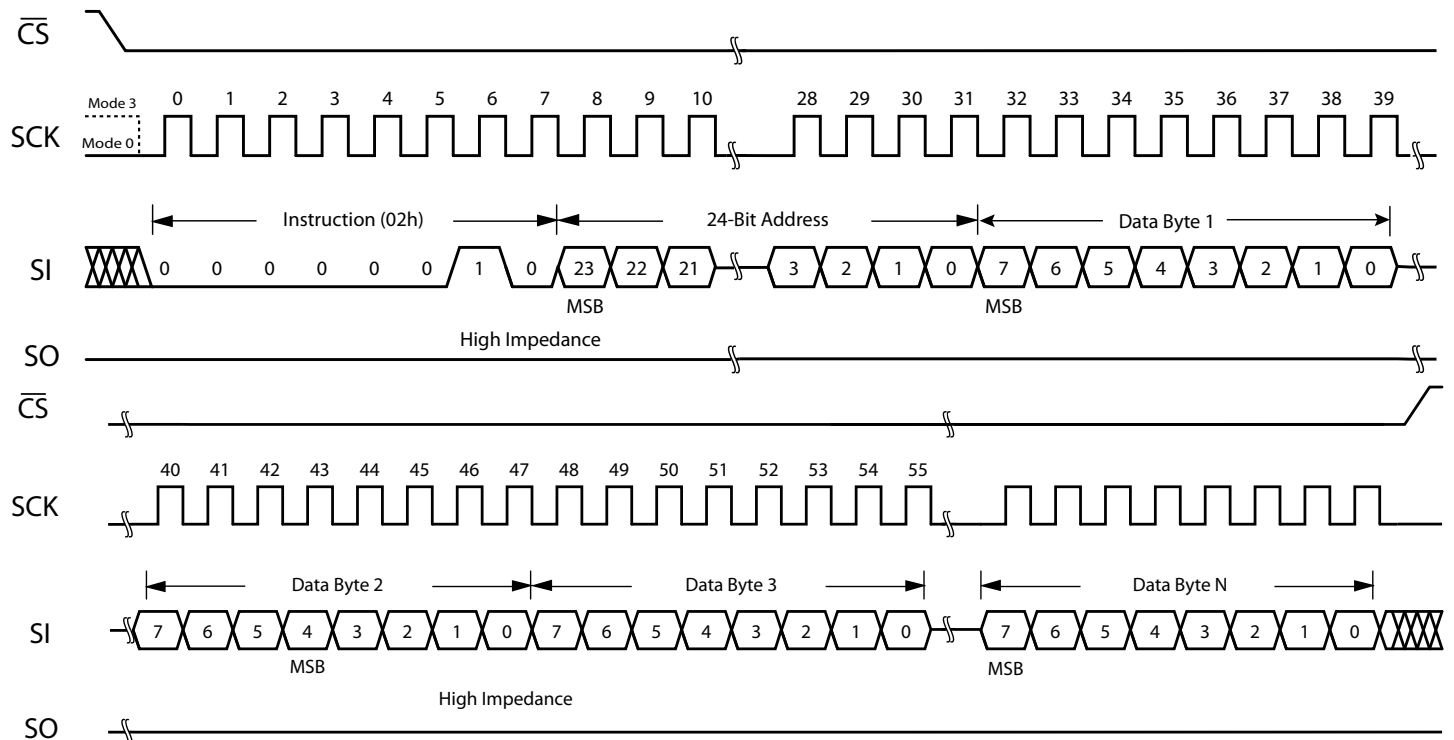 CS
Mode 3
0 1 2 3 4 5 6 7 8 9 10 28 29 30 31 32 33 34 35 36 37 38 39
SCK
Mode 0
Instruction (02h) 24-Bit Address Data Byte 1
SI 0 0 0 0 0 0 1 0 23 22 21 3 2 1 0 7 6 5 4 3 2 1 0
MSB MSB
High Impedance
SO
CS
40 41 42 43 44 45 46 47 48 49 50 51 52 53 54 55
SCK
Data Byte 2 Data Byte 3 Data Byte N
SI 7 6 5 4 3 2 1 0 7 6 5 4 3 2 1 0 7 6 5 4 3 2 1 0
MSB MSB
High Impedance
SO